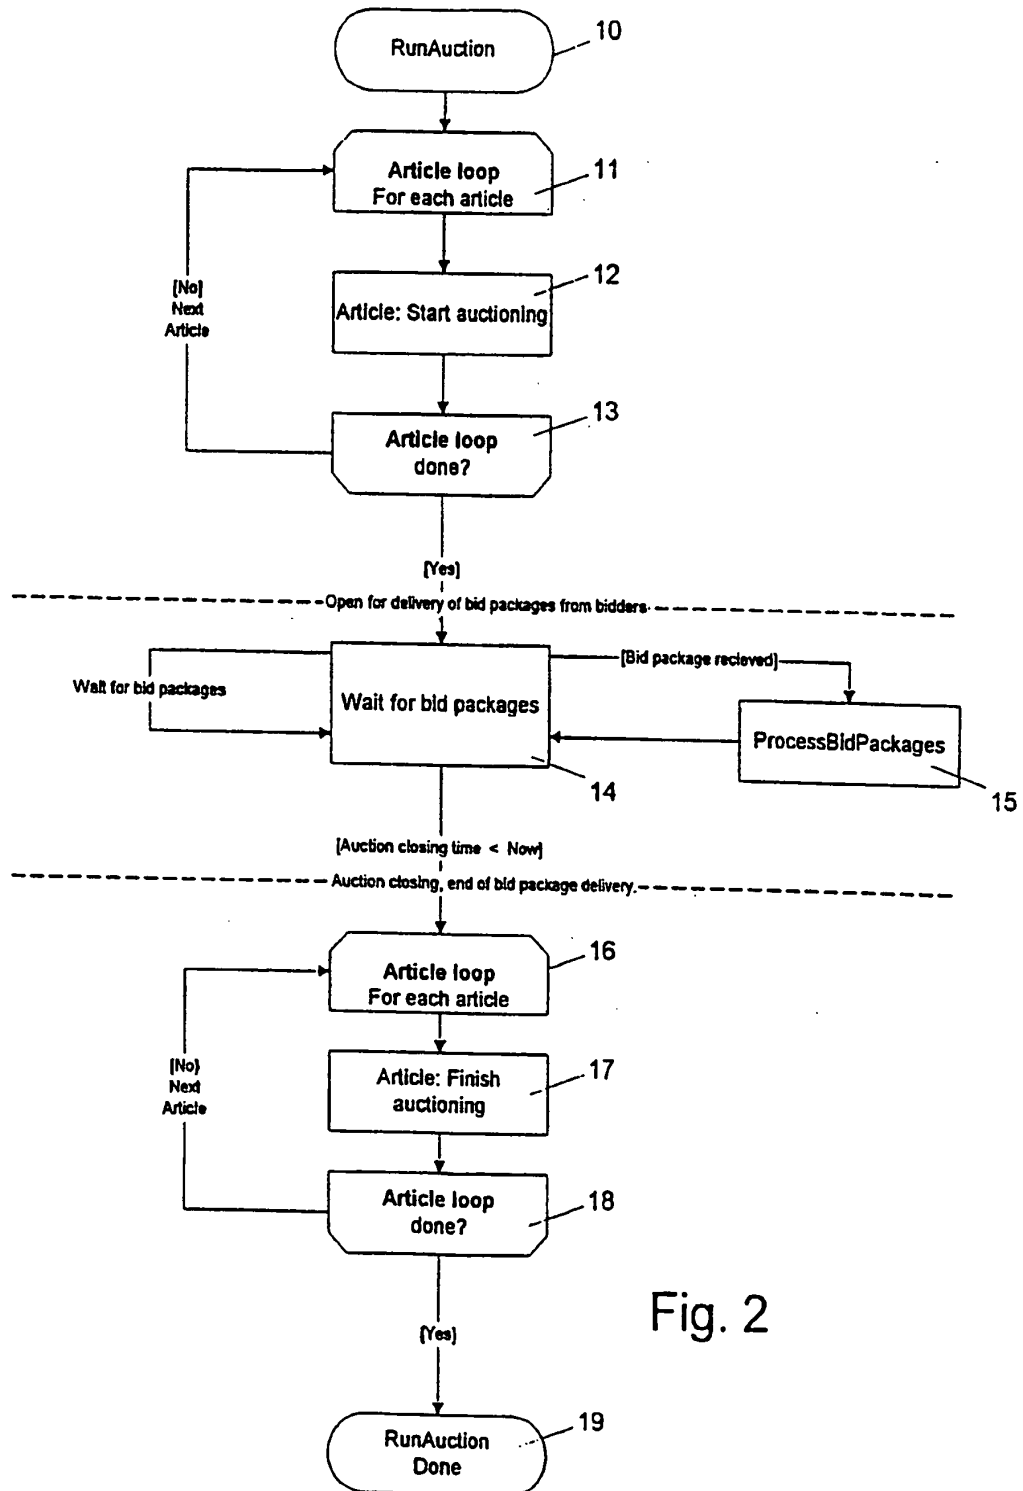 RunAuction
10
Article loop
For each article
11
Article: Start auctioning
12
[No]
Next
Article
Article loop
done?
13
[Yes]
Open for delivery of bid packages from bidders
Wait for bid packages
Wait for bid packages
14
[Bid package recieved]
ProcessBidPackages
15
[Auction closing time < Now]
Auction closing, end of bid package delivery.
Article loop
For each article
16
Article: Finish
auctioning
17
[No]
Next
Article
Article loop
done?
18
[Yes]
Fig. 2
RunAuction
Done
19